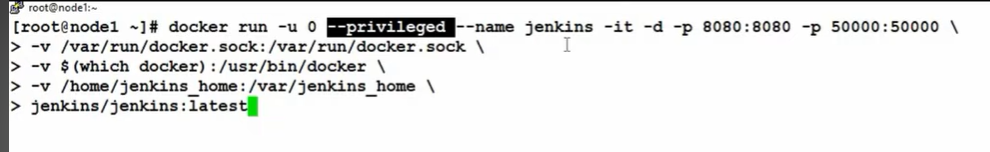 root@node1:~
[root@node1 ~]# docker run -u 0 --privileged --name jenkins -it -d -p 8080:8080 -p 50000:50000 \
> -v /var/run/docker.sock:/var/run/docker.sock \
> -v $(which docker):/usr/bin/docker \
> -v /home/jenkins_home:/var/jenkins_home \
> jenkins/jenkins:latest